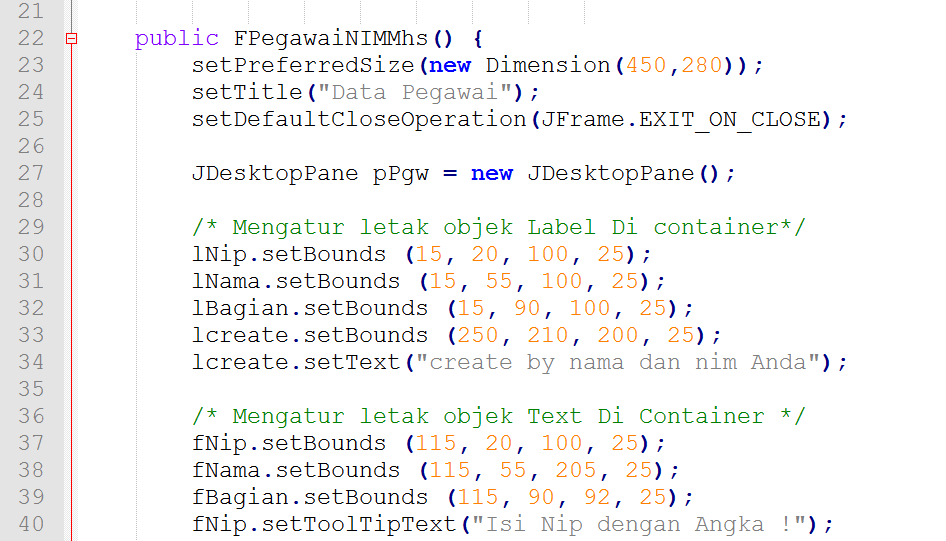 21
22 public FPegawaiNIMMhs() {
23 setPreferredSize(new Dimension(450,280));
24 setTitle("Data Pegawai");
25 setDefaultCloseOperation(JFrame.EXIT_ON_CLOSE);
26
27 JDesktopPane pPgw = new JDesktopPane();
28
29 /* Mengatur letak objek Label Di container*/
30 lNip.setBounds (15, 20, 100, 25);
31 lNama.setBounds (15, 55, 100, 25);
32 lBagian.setBounds (15, 90, 100, 25);
33 lcreate.setBounds (250, 210, 200, 25);
34 lcreate.setText("create by nama dan nim Anda");
35
36 /* Mengatur letak objek Text Di Container */
37 fNip.setBounds (115, 20, 100, 25);
38 fNama.setBounds (115, 55, 205, 25);
39 fBagian.setBounds (115, 90, 92, 25);
40 fNip.setToolTipText("Isi Nip dengan Angka !");